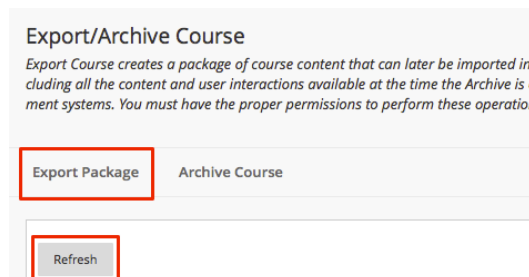 Export/Archive Course
Export Course creates a package of course content that can later be imported in
cluding all the content and user interactions available at the time the Archive is
ment systems. You must have the proper permissions to perform these operatio
Export Package Archive Course
Refresh